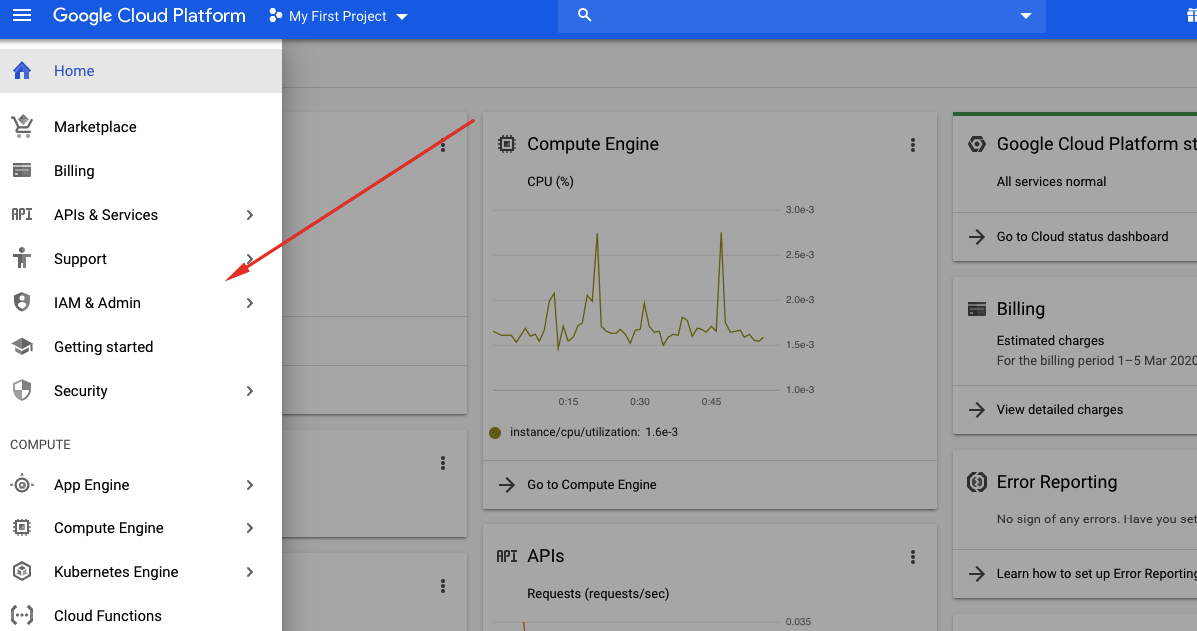 Google Cloud Platform
My First Project
Home
Marketplace
Billing
API
APIs & Services
Support
IAM & Admin
Getting started
Security
COMPUTE
App Engine
Compute Engine
Kubernetes Engine
Cloud Functions
Compute Engine
CPU (%)
3.0e-3
2.5e-3
2.0e-3
1.5e-3
1.0e-3
0:15
0:30
0:45
instance/cpu/utilization: 1.6e-3
Go to Compute Engine
API
APIs
Requests (requests/sec)
0.035
Google Cloud Platform st
All services normal
Go to Cloud status dashboard
Billing
Estimated charges
For the billing period 1–5 Mar 2020
View detailed charges
Error Reporting
No sign of any errors. Have you set
Learn how to set up Error Reporting